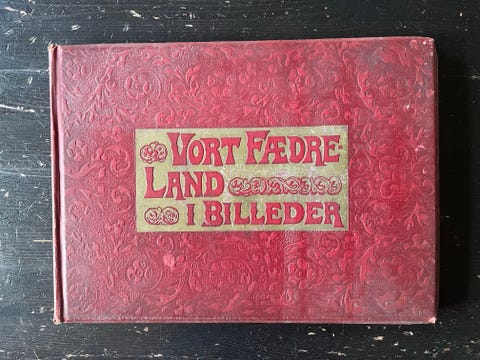 VORT FÆDRE-
LAND
I BILLEDER